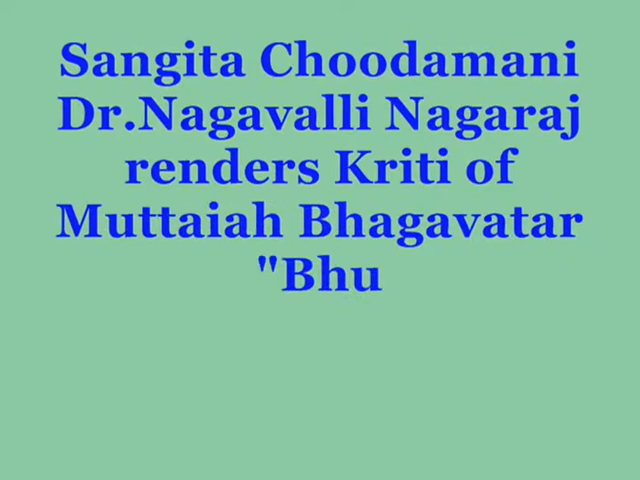 Sangita Choodamani
Dr.Nagavalli Nagaraj
renders Kriti of
Muttaiah Bhagavatar
"Bhu